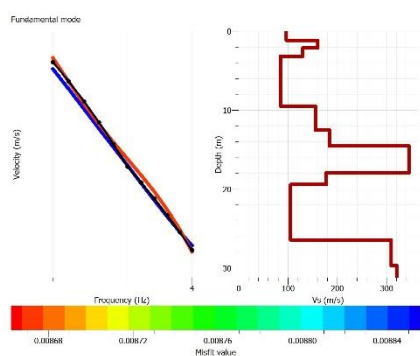 Fundamental mode
Velocity (m/s)
4
Frequency (Hz)
Depth (m)
0
10
20
30
0 100 200 300
Vs (m/s)
0.00868 0.00872 0.00876 0.00880 0.00884
Misfit value